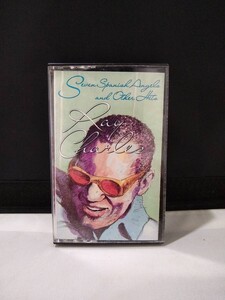 Seven Spanish Angels
and Other Hits
Ray
Charles